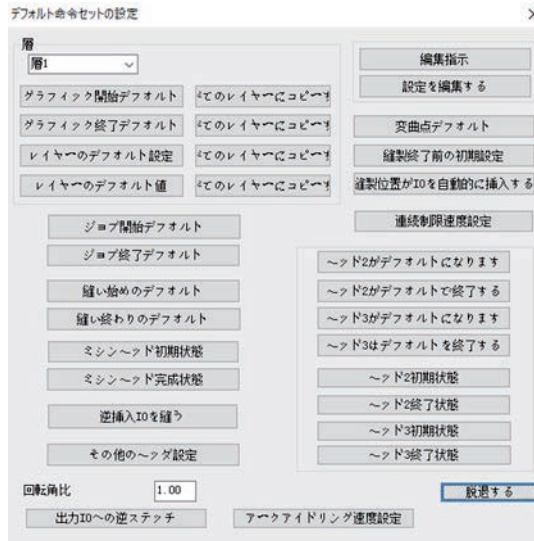 デフォルト命令セットの設定
層
層1
グラフィック開始デフォルト
てのレイヤーにコピーす
グラフィック終了デフォルト
てのレイヤーにコピーす
レイヤーのデフォルト設定
てのレイヤーにコピーす
レイヤーのデフォルト値
てのレイヤーにコピーす
編集指示
設定を編集する
変曲点デフォルト
縫製終了前の初期設定
縫製位置がIOを自動的に挿入する
連続制限速度設定
ジョブ開始デフォルト
ジョブ終了デフォルト
縫い始めのデフォルト
縫い終わりのデフォルト
ミシンヘッド初期状態
ミシンヘッド完成状態
逆挿入IOを縫う
その他のヘッダ設定
ヘッド2がデフォルトになります
ヘッド2がデフォルトで終了する
ヘッド3がデフォルトになります
ヘッド3はデフォルトを終了する
ヘッド2初期状態
ヘッド2終了状態
ヘッド3初期状態
ヘッド3終了状態
回転角比
1.00
脱退する
出力IOへの逆ステッチ
アークアイドリング速度設定